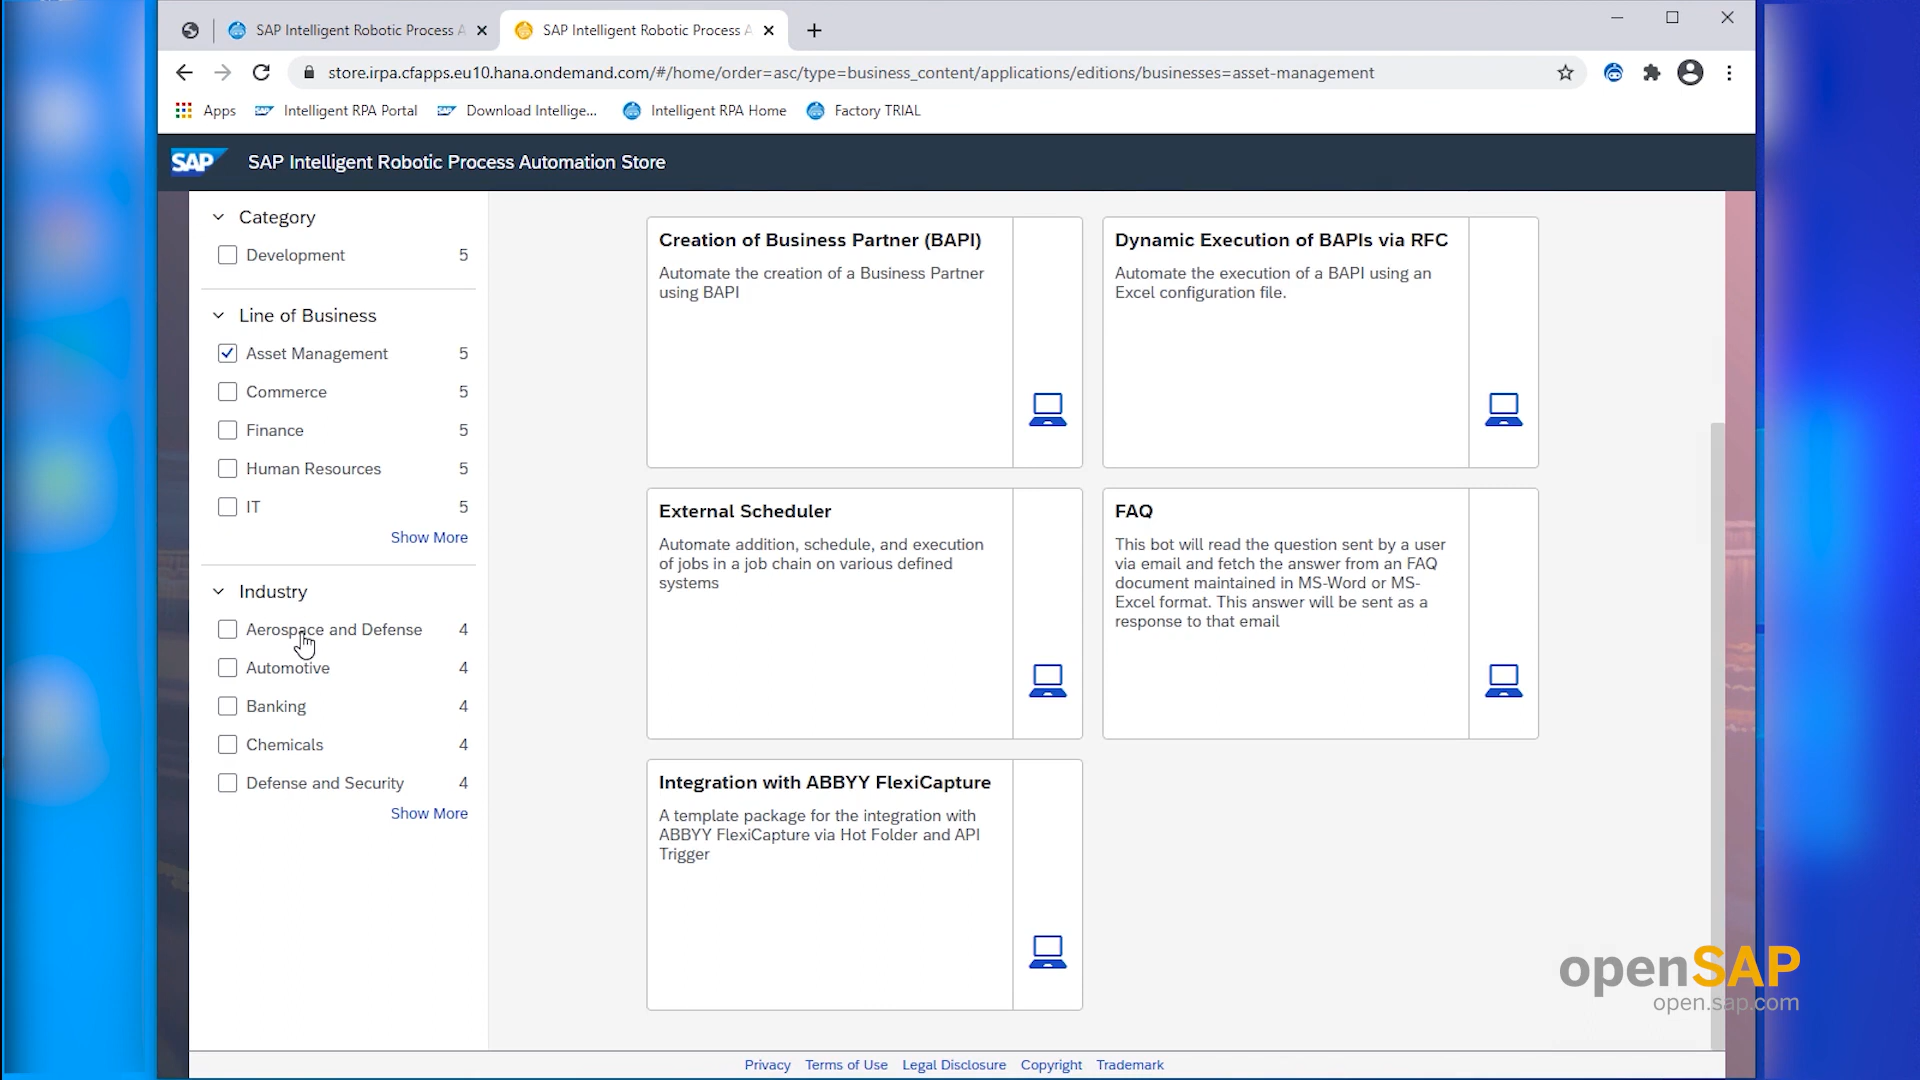 SAP Intelligent Robotic Process A
SAP Intelligent Robotic Process A
store.irpa.cfapps.eu10.hana.ondemand.com/#/home/order=asc/type=business_content/applications/editions/businesses=asset-management
Apps
Intelligent RPA Portal
Download Intellige...
Intelligent RPA Home
Factory TRIAL
SAP
SAP Intelligent Robotic Process Automation Store
Category
Development 5
Line of Business
Asset Management 5
Commerce 5
Finance 5
Human Resources 5
IT 5
Show More
Industry
Aerospace and Defense 4
Automotive 4
Banking 4
Chemicals 4
Defense and Security 4
Show More
Creation of Business Partner (BAPI)
Automate the creation of a Business Partner
using BAPI
Dynamic Execution of BAPIs via RFC
Automate the execution of a BAPI using an
Excel configuration file.
External Scheduler
Automate addition, schedule, and execution
of jobs in a job chain on various defined
systems
FAQ
This bot will read the question sent by a user
via email and fetch the answer from an FAQ
document maintained in MS-Word or MS-
Excel format. This answer will be sent as a
response to that email
Integration with ABBYY FlexiCapture
A template package for the integration with
ABBYY FlexiCapture via Hot Folder and API
Trigger
openSAP
open.sap.com
Privacy Terms of Use Legal Disclosure Copyright Trademark